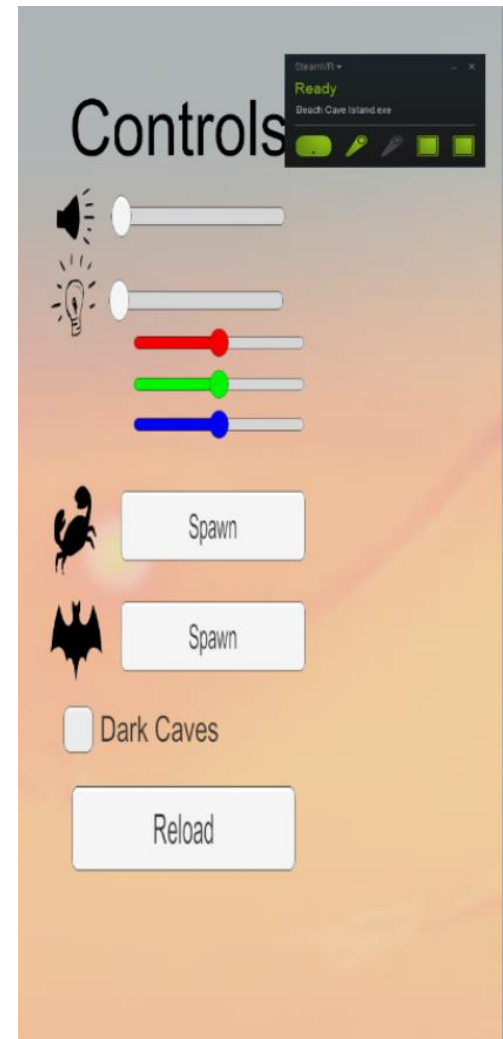 Controls
SteamVR
Ready
Beach Cave Island.exe
Spawn
Spawn
Dark Caves
Reload